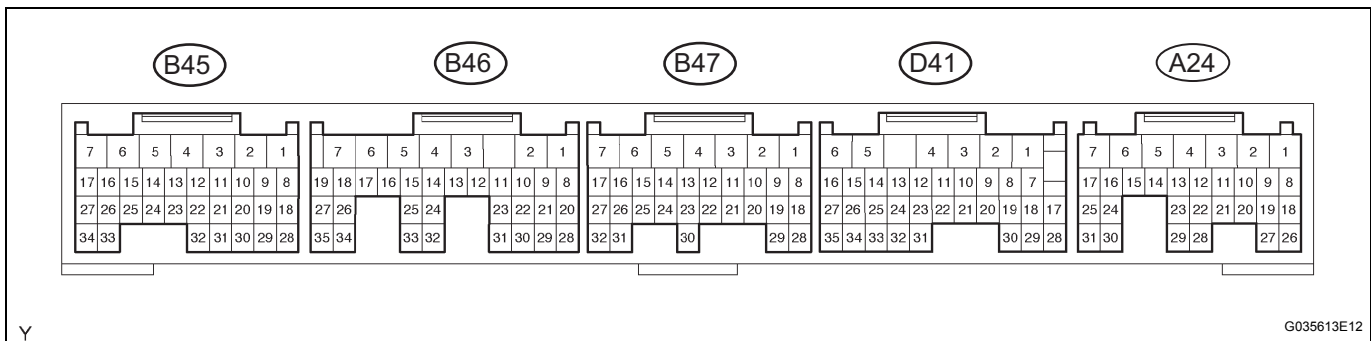 B45 B46 B47 D41 A24
7 6 5 4 3 2 1 7 6 5 4 3 2 1 7 6 5 4 3 2 1 6 5 4 3 2 1 7 6 5 4 3 2 1
17 16 15 14 13 12 11 10 9 8 19 18 17 16 15 14 13 12 11 10 9 8 17 16 15 14 13 12 11 10 9 8 16 15 14 13 12 11 10 9 8 7 17 16 15 14 13 12 11 10 9 8
27 26 25 24 23 22 21 20 19 18 27 26 25 24 23 22 21 20 27 26 25 24 23 22 21 20 19 18 27 26 25 24 23 22 21 20 19 18 17 25 24 23 22 21 20 19 18
34 33 32 31 30 29 28 35 34 33 32 31 30 29 28 32 31 30 29 28 35 34 33 32 31 30 29 28 31 30 29 28 27 26
Y G035613E12